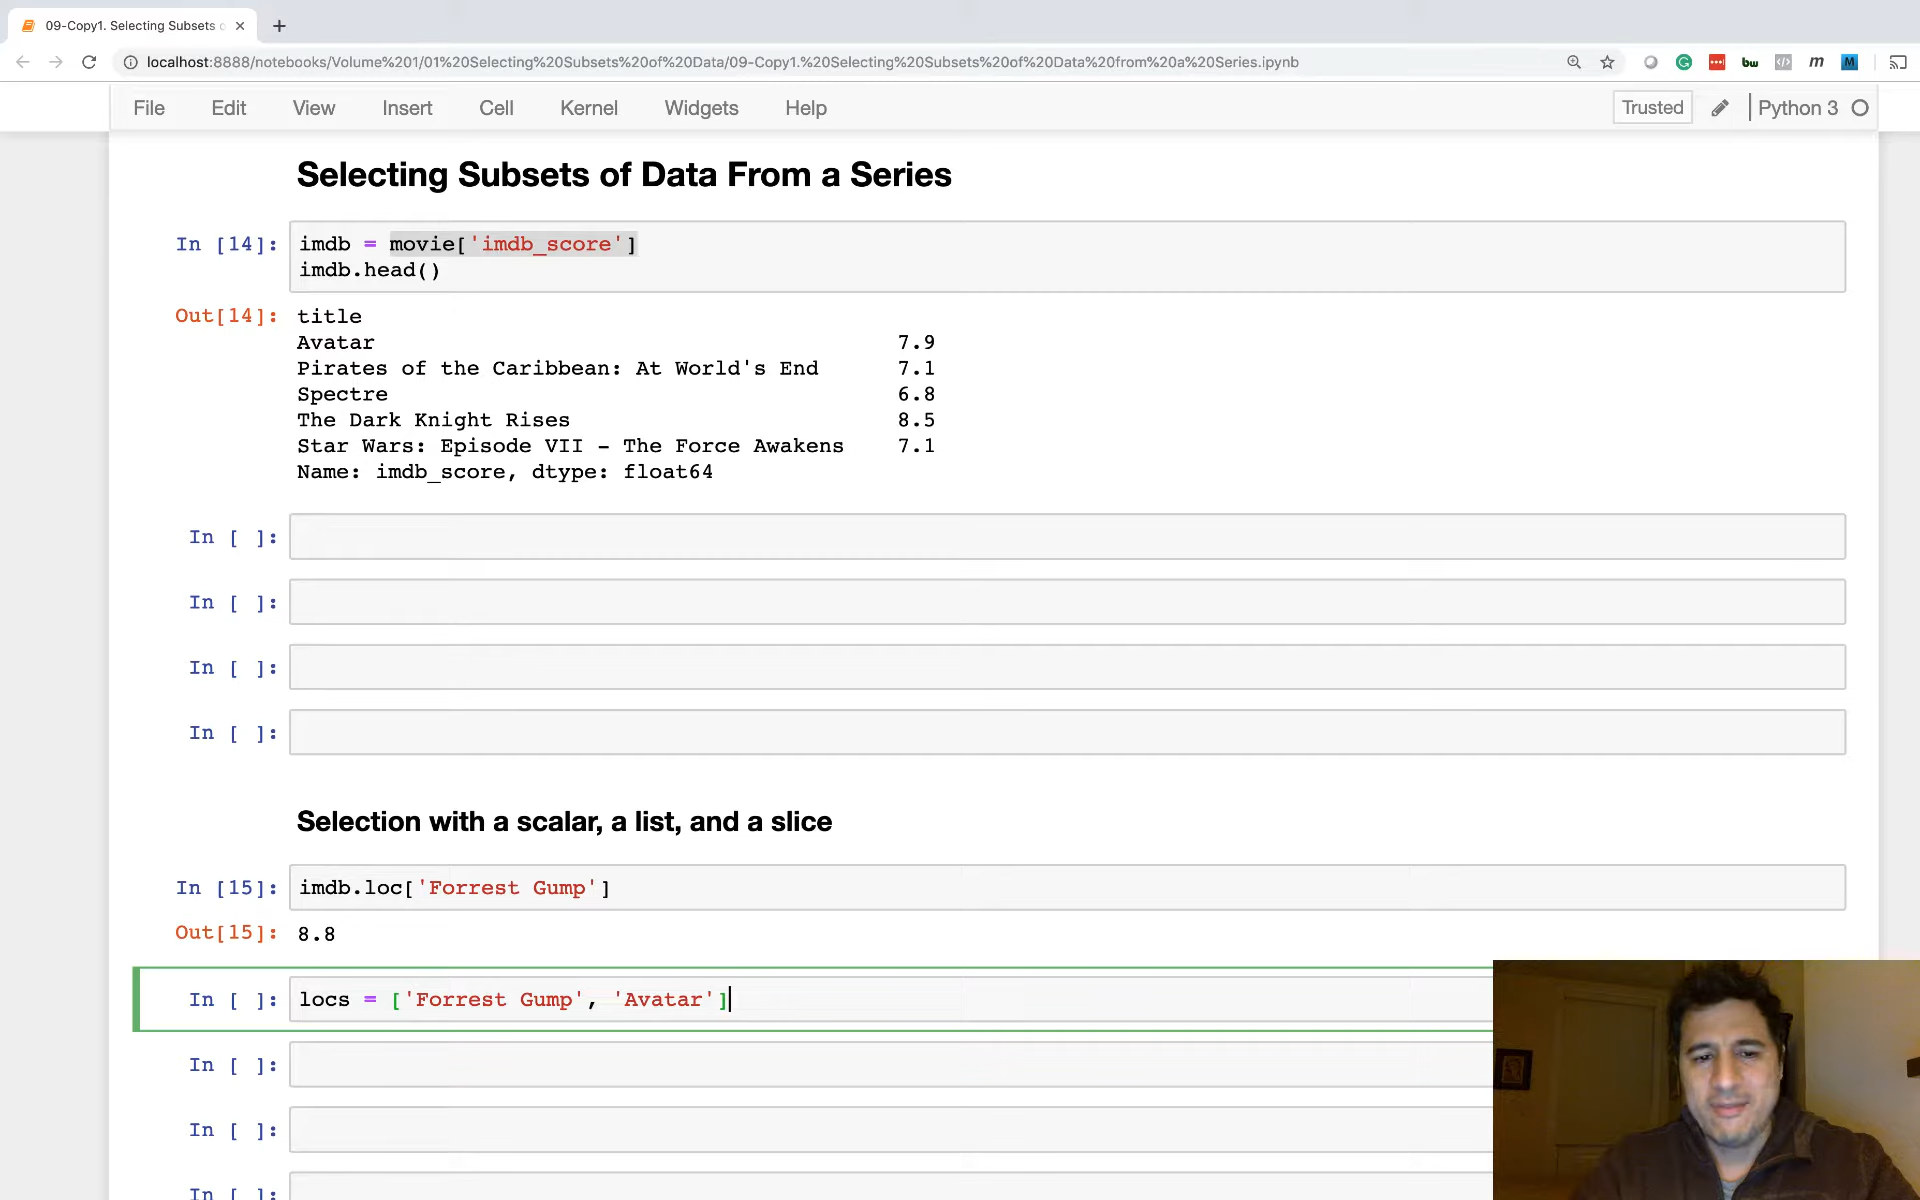 09-Copy1. Selecting Subsets o
localhost:8888/notebooks/Volume%201/01%20Selecting%20Subsets%20of%20Data/09-Copy1.%20Selecting%20Subsets%20of%20Data%20from%20a%20Series.ipynb
bw m M
File Edit View Insert Cell Kernel Widgets Help Trusted Python 3
Selecting Subsets of Data From a Series
In [14]: imdb = movie['imdb_score']
imdb.head()
Out[14]: title
Avatar 7.9
Pirates of the Caribbean: At World's End 7.1
Spectre 6.8
The Dark Knight Rises 8.5
Star Wars: Episode VII - The Force Awakens 7.1
Name: imdb_score, dtype: float64
In [ ]:
In [ ]:
In [ ]:
In [ ]:
Selection with a scalar, a list, and a slice
In [15]: imdb.loc['Forrest Gump']
Out[15]: 8.8
In [ ]: locs = ['Forrest Gump', 'Avatar']
In [ ]:
In [ ]:
In [ ]: